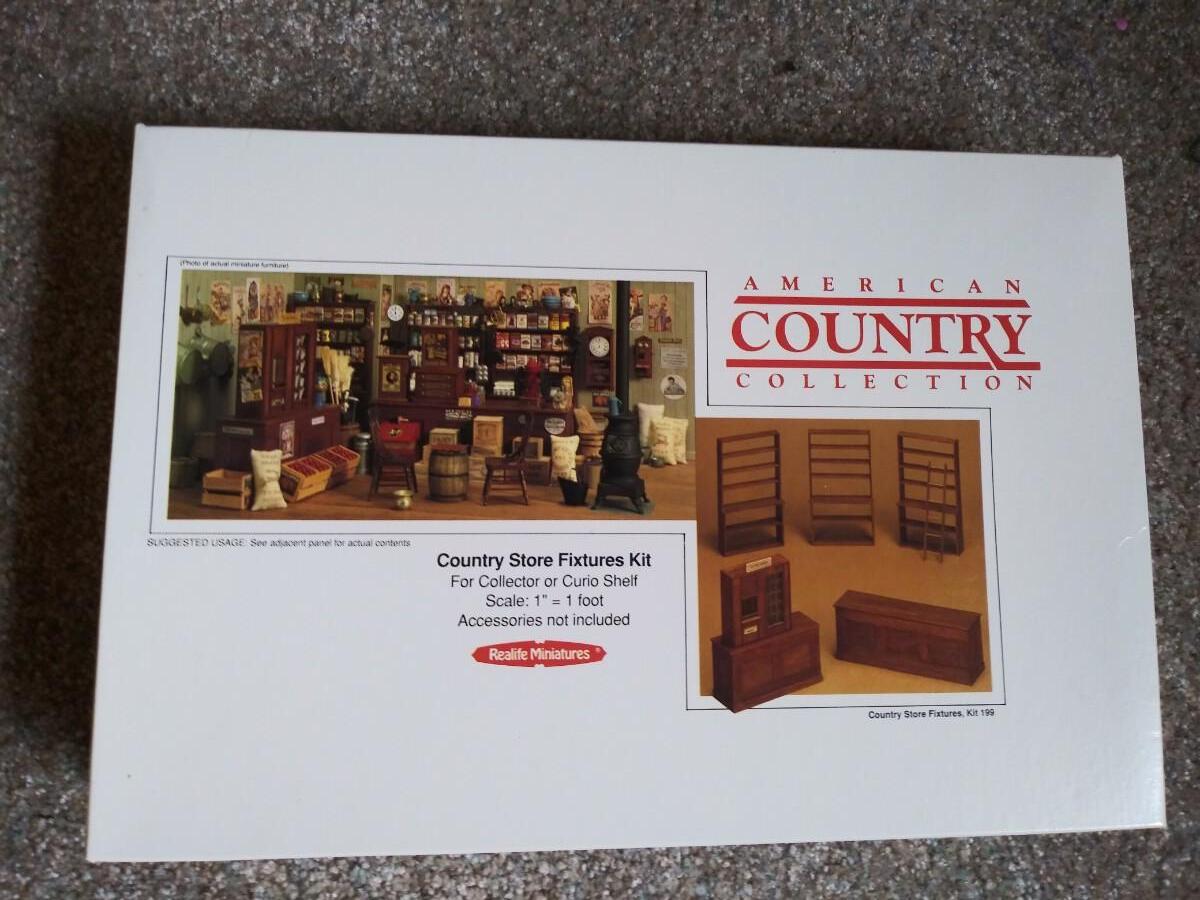 (Photo of actual miniature furniture)
AMERICAN
COUNTRY
COLLECTION
SUGGESTED USAGE: See adjacent panel for actual contents
Country Store Fixtures Kit
For Collector or Curio Shelf
Scale: 1" = 1 foot
Accessories not included
Realife Miniatures ®
Country Store Fixtures, Kit 199